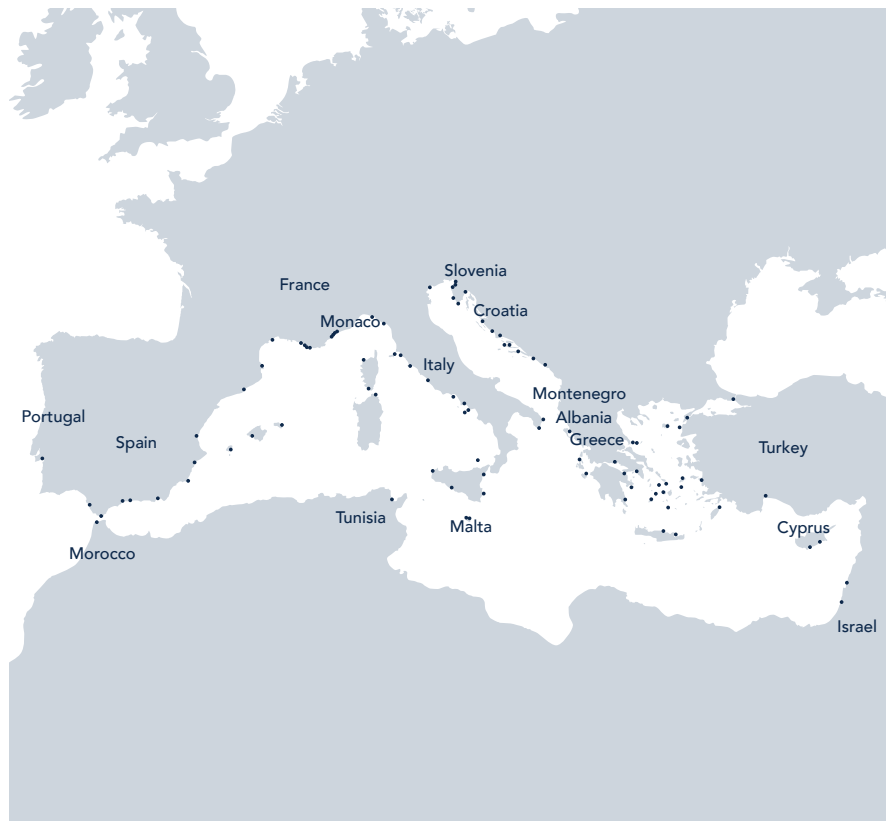 Slovenia
France
Croatia
Monaco
Italy
Montenegro
Portugal
Albania
Spain
Greece
Turkey
Tunisia
Malta
Cyprus
Morocco
Israel